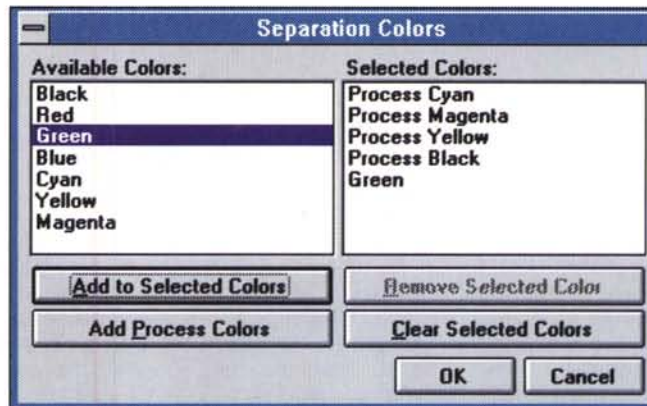 Separation Colors
Available Colors:
Black
Red
Green
Blue
Cyan
Yellow
Magenta
Selected Colors:
Process Cyan
Process Magenta
Process Yellow
Process Black
Green
Add to Selected Colors
Remove Selected Color
Add Process Colors
Clear Selected Colors
OK
Cancel